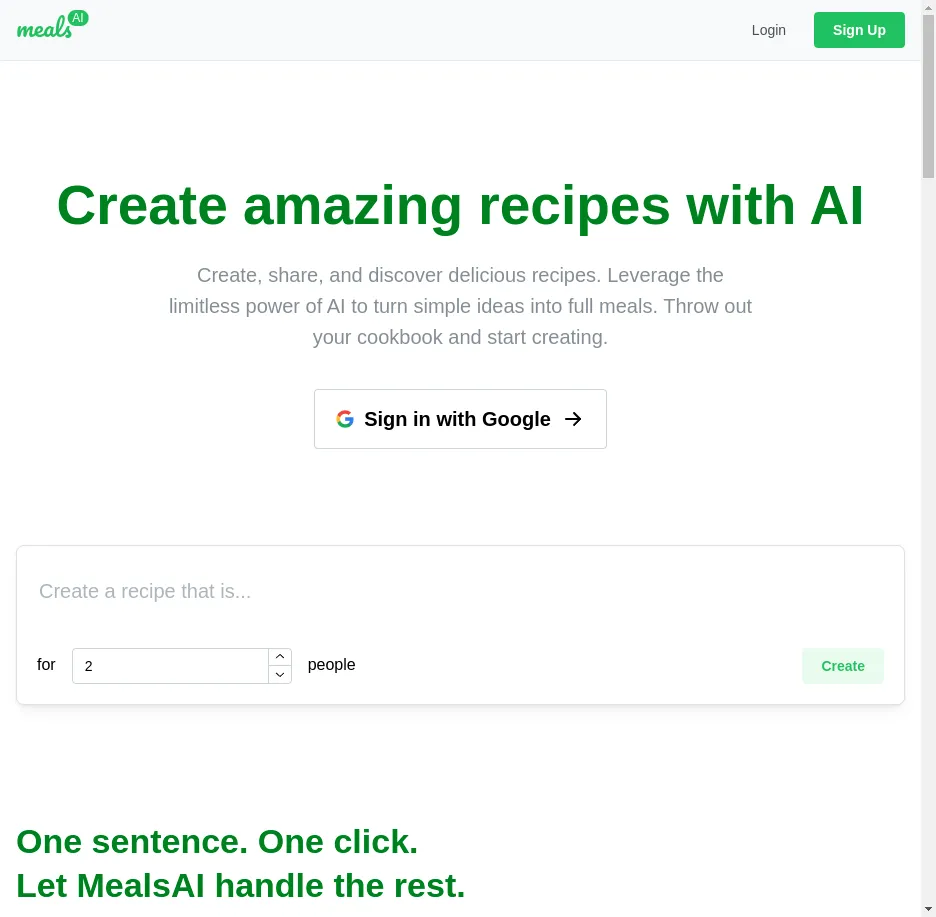 meals AI
Login
Sign Up
Create amazing recipes with AI
Create, share, and discover delicious recipes. Leverage the
limitless power of AI to turn simple ideas into full meals. Throw out
your cookbook and start creating.
Sign in with Google
Create a recipe that is...
for 2 people
Create
One sentence. One click.
Let MealsAI handle the rest.